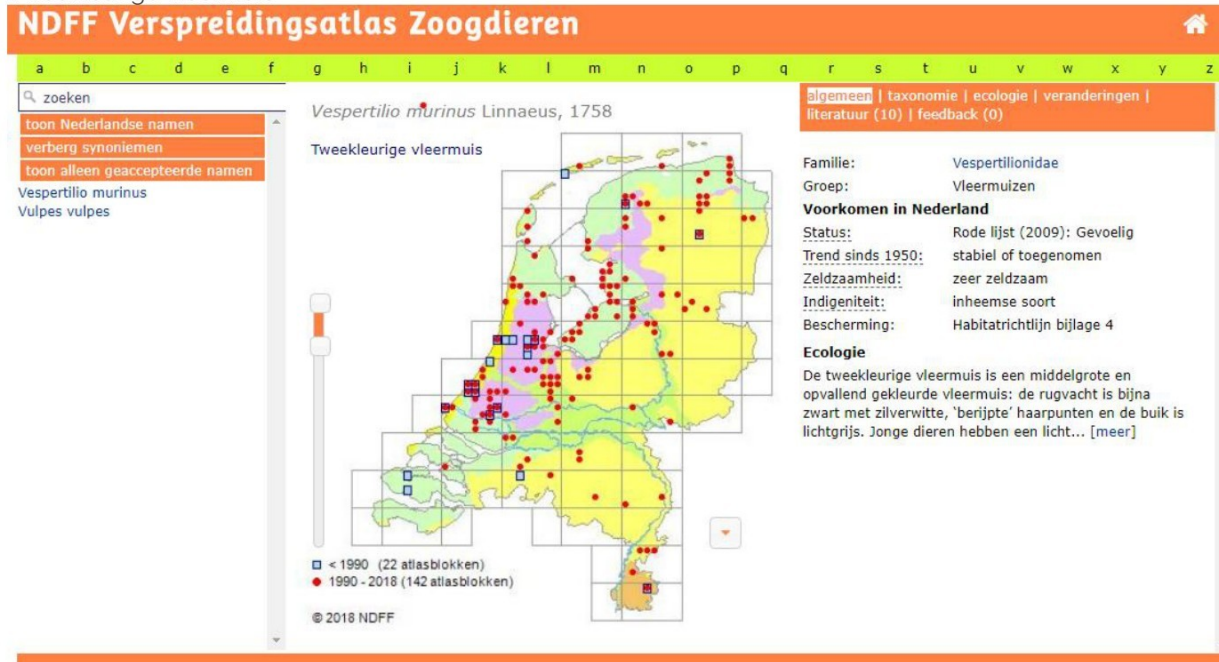 NDFF Verspreidingsatlas Zoogdieren
a b c d e f g h i j k l m n o p q r s t u v w x y z
zoeken
toon Nederlandse namen
verberg synoniemen
toon alleen geaccepteerde namen
Vespertilio murinus
Vulpes vulpes
Vespertilio murinus Linnaeus, 1758
Tweekleurige vleermuis
< 1990 (22 atlasblokken)
1990 - 2018 (142 atlasblokken)
© 2018 NDFF
algemeen | taxonomie | ecologie | veranderingen |
literatuur (10) | feedback (0)
Familie: Vespertilionidae
Groep: Vleermuizen
Voorkomen in Nederland
Status: Rode lijst (2009): Gevoelig
Trend sinds 1950: stabiel of toegenomen
Zeldzaamheid: zeer zeldzaam
Indigeniteit: inheemse soort
Bescherming: Habitatrichtlijn bijlage 4
Ecologie
De tweekleurige vleermuis is een middelgrote en
opvallend gekleurde vleermuis: de rugvacht is bijna
zwart met zilverwitte, ‘berijpte’ haarpunten en de buik is
lichtgrijs. Jonge dieren hebben een licht... [meer]